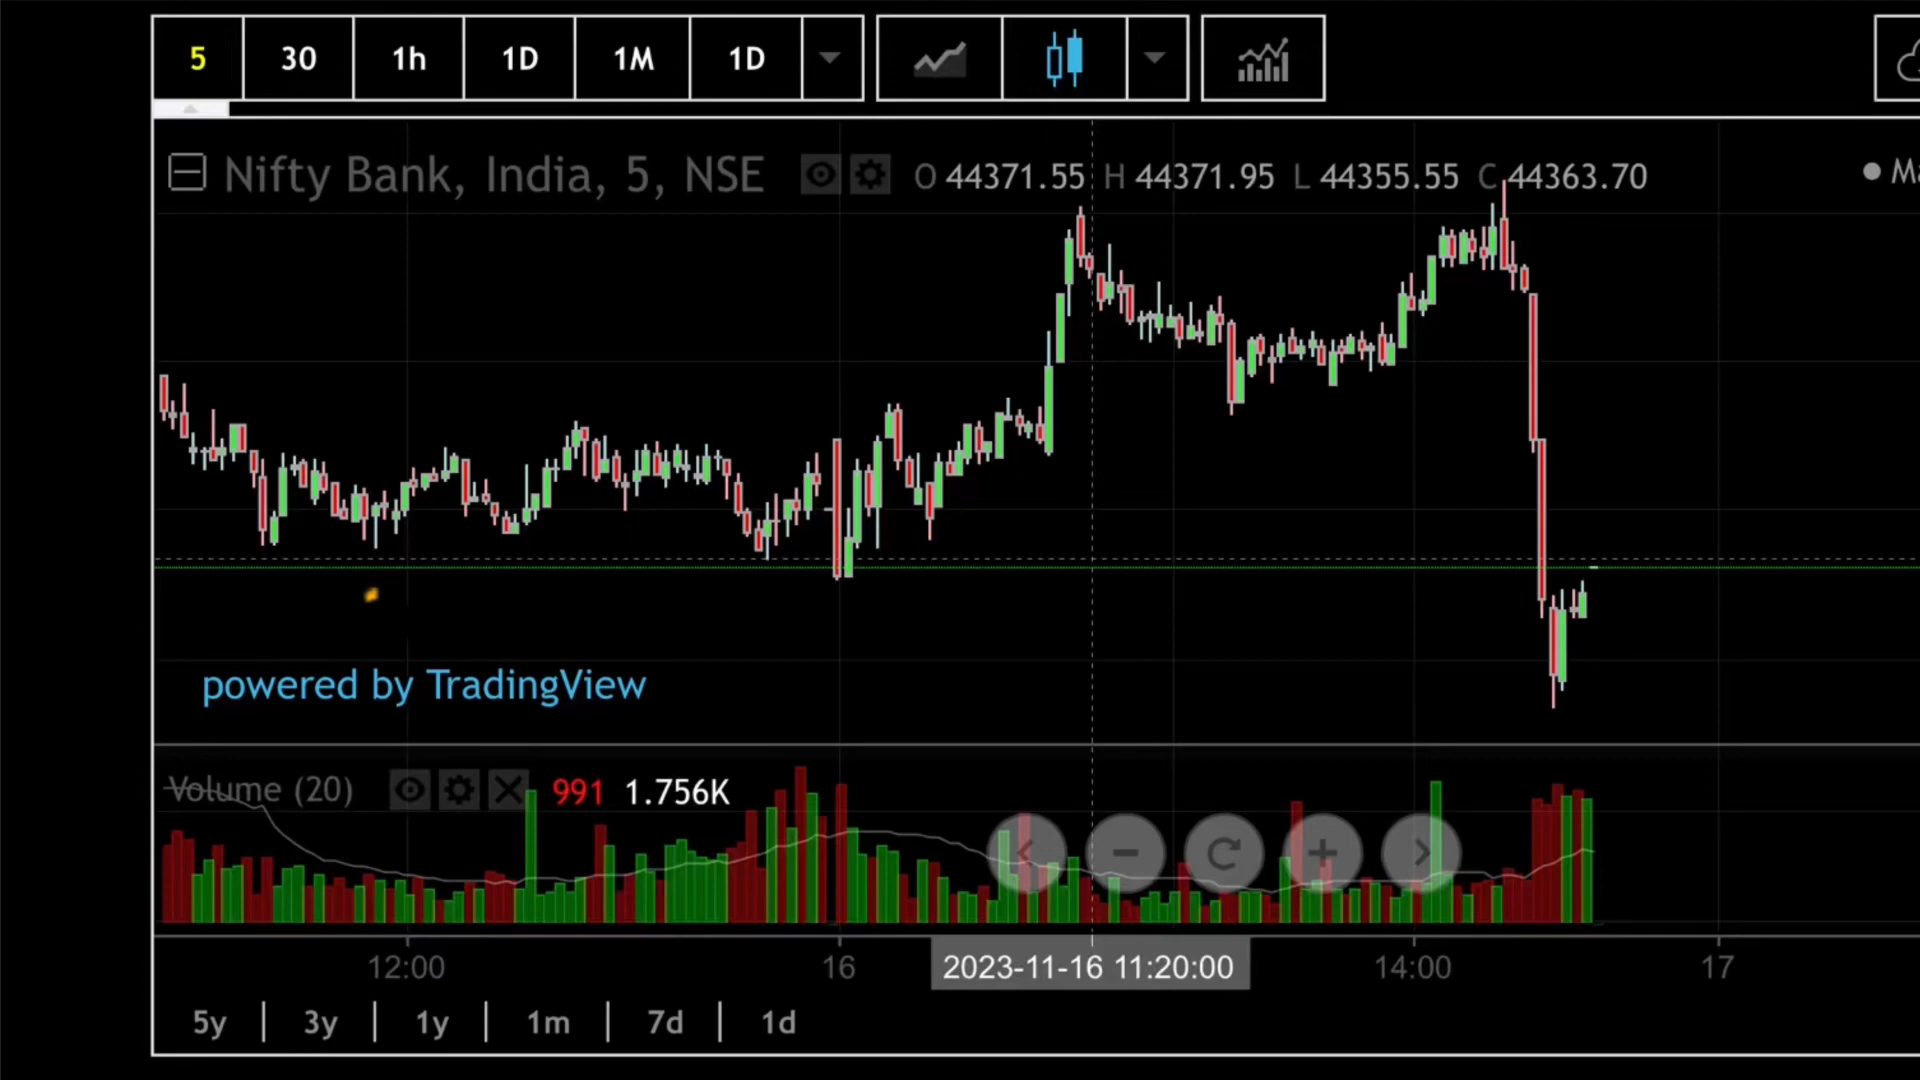 5 30 1h 1D 1M 1D
Nifty Bank, India, 5, NSE O 44371.55 H 44371.95 L 44355.55 C 44363.70
powered by TradingView
Volume (20) 991 1.756K
12:00 16 2023-11-16 11:20:00 14:00 17
5y | 3y | 1y | 1m | 7d | 1d